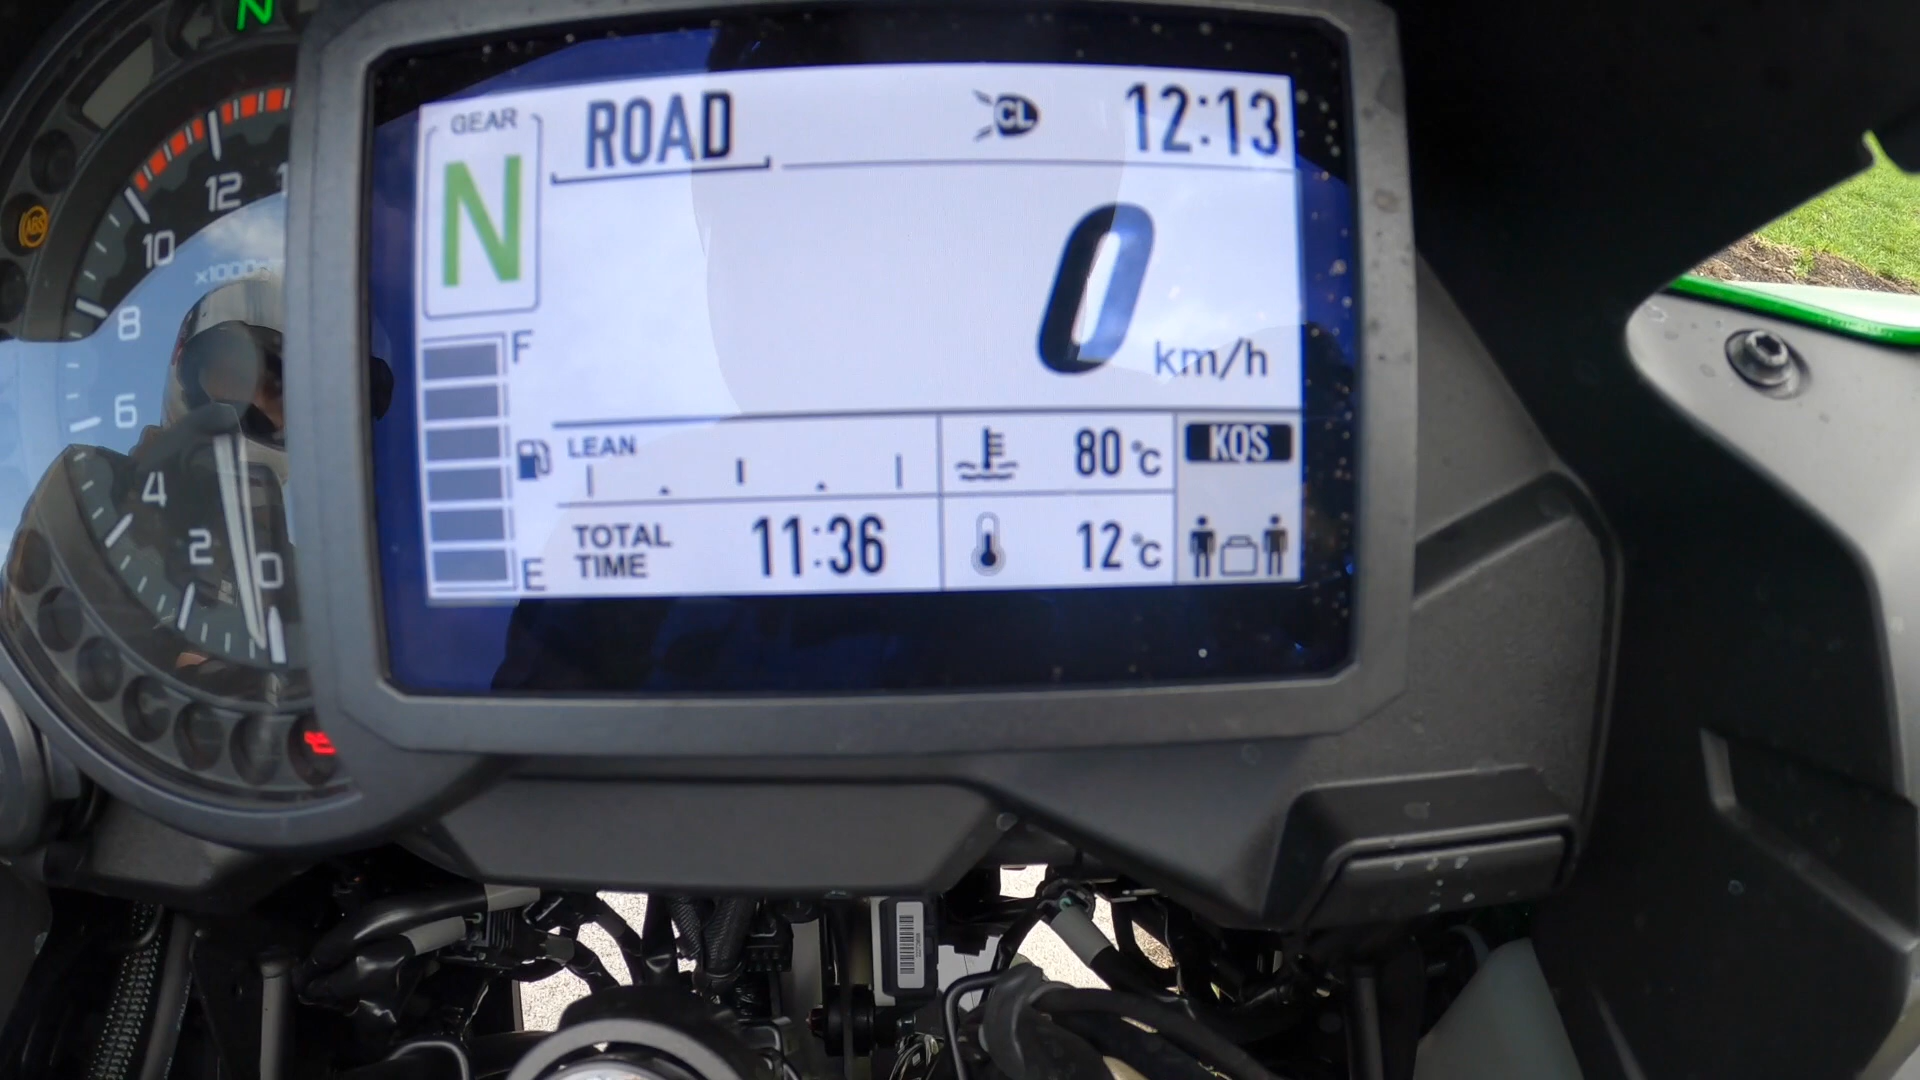 N
GEAR
ROAD
CL
12:13
N
12
ABS
10
x1000
8
0
km/h
F
6
LEAN
80 °C
KQS
4
TOTAL
TIME
11:36
12 °C
2
0
E